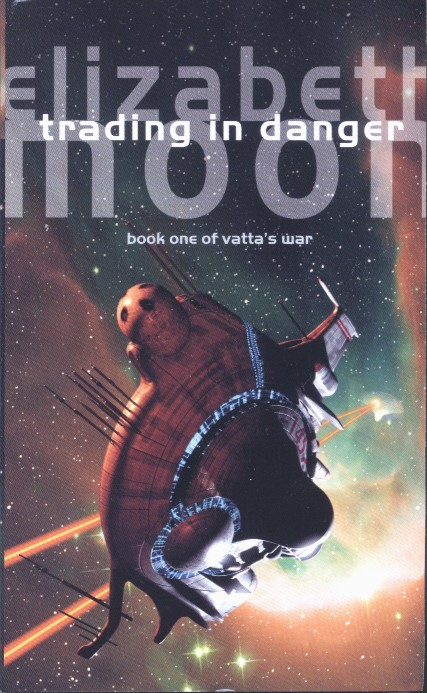 elizabeth
trading in danger
moon
book one of vatta's war